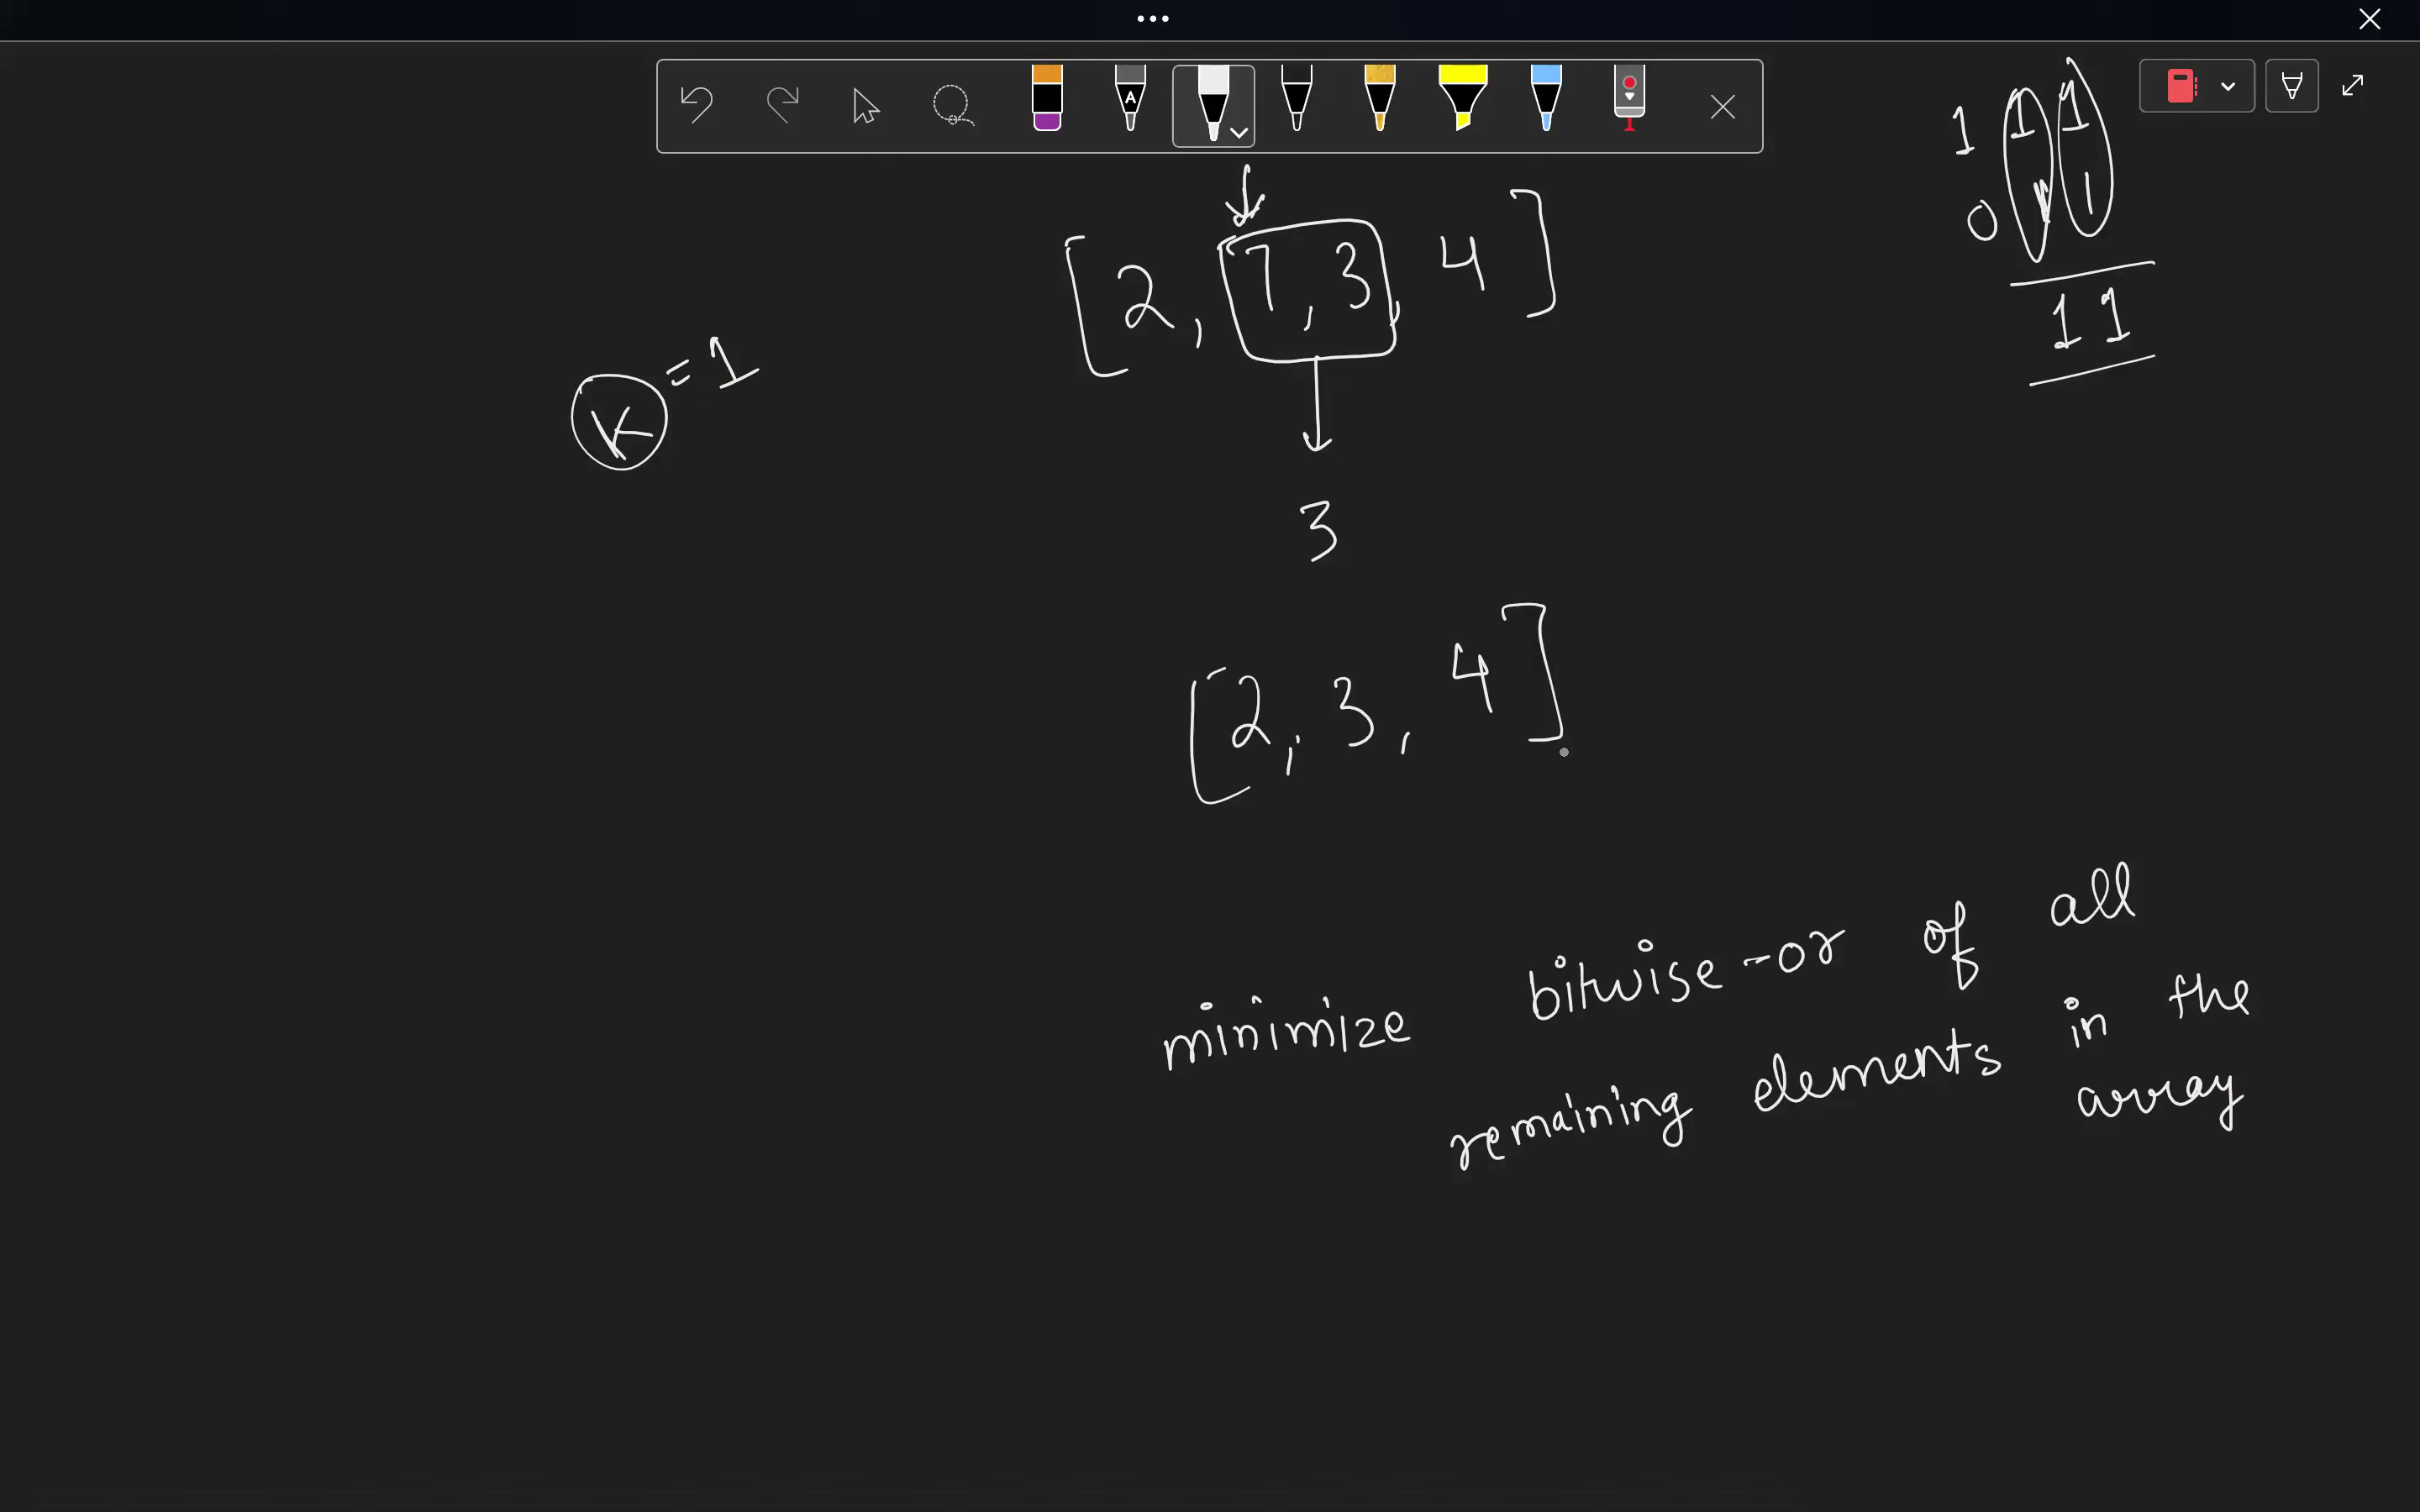 [2, 7, 3, 4]
K = 1
3
[2, 3, 4]
1 1 1
0 1 1
1 1
minimize bitwise-or of all
remaining elements in the
array